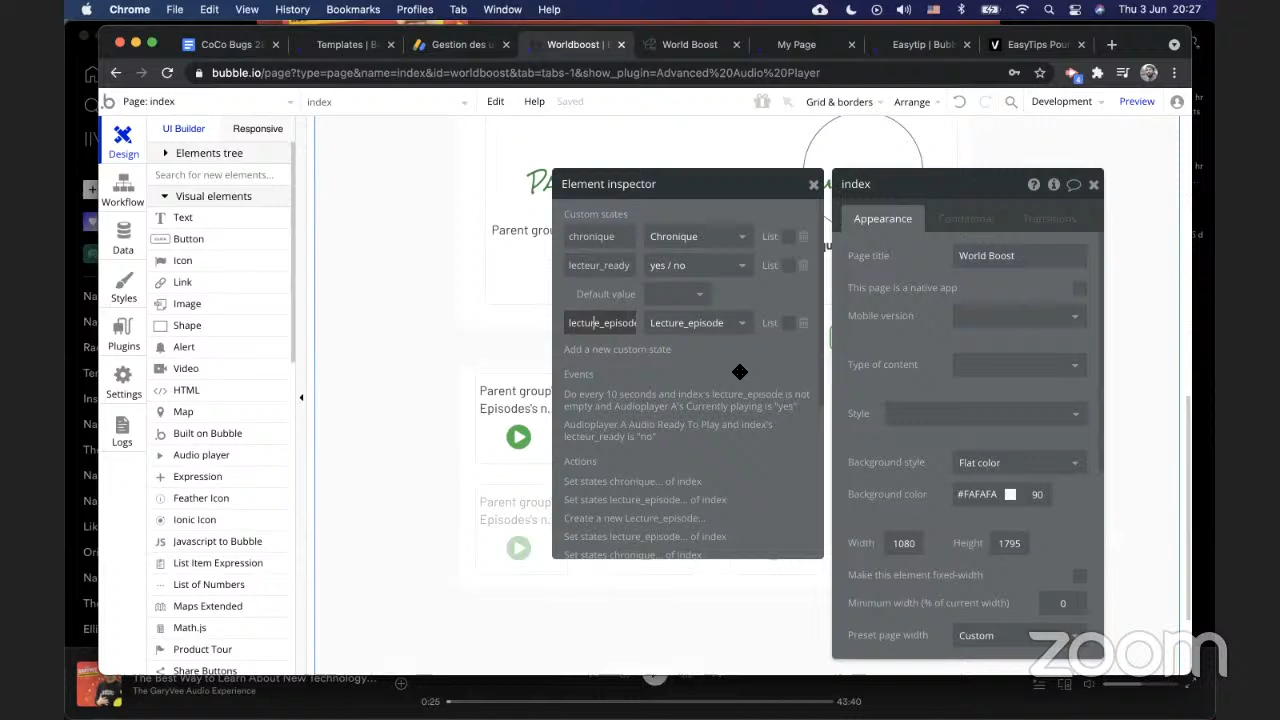 Chrome File Edit View History Bookmarks Profiles Tab Window Help Thu 3 Jun 20:27
CoCo Bugs 2 Templates | B Gestion des u Worldboost | World Boost My Page Easytip | Bub EasyTips Pou
bubble.io/page?type=page&name=index&id=worldboost&tab=tabs-1&show_plugin=Advanced%20Audio%20Player
Page: index index Edit Help Saved Grid & borders Arrange Development Preview
UI Builder Responsive
Design
Elements tree
Search for new elements...
Workflow
Visual elements
Text
Button
Data
Icon
Link
Styles
Image
Shape
Plugins
Alert
Video
Settings
HTML
Map
Logs
Built on Bubble
Audio player
Expression
Feather Icon
Ionic Icon
Javascript to Bubble
List Item Expression
List of Numbers
Maps Extended
Math.js
Product Tour
Share Buttons
Parent grou
Parent group'
Episodes's n.
Parent group'
Episodes's n.
Element inspector
Custom states
chronique Chronique List
lecteur_ready yes / no List
Default value
lecture_episode Lecture_episode List
Add a new custom state
Events
Do every 10 seconds and index's lecture_episode is not
empty and Audioplayer A's Currently playing is "yes"
Audioplayer A Audio Ready To Play and index's
lecteur_ready is "no"
Actions
Set states chronique... of index
Set states lecture_episode... of index
Create a new Lecture_episode...
Set states lecture_episode... of index
Set states chronique... of index
index
Appearance Conditional Transitions
Page title World Boost
This page is a native app
Mobile version
Type of content
Style
Background style Flat color
Background color #FAFAFA 90
Width 1080 Height 1795
Make this element fixed-width
Minimum width (% of current width) 0
Preset page width Custom
zoom
The Best Way to Learn About New Technology...
The GaryVee Audio Experience
0:25 43:40